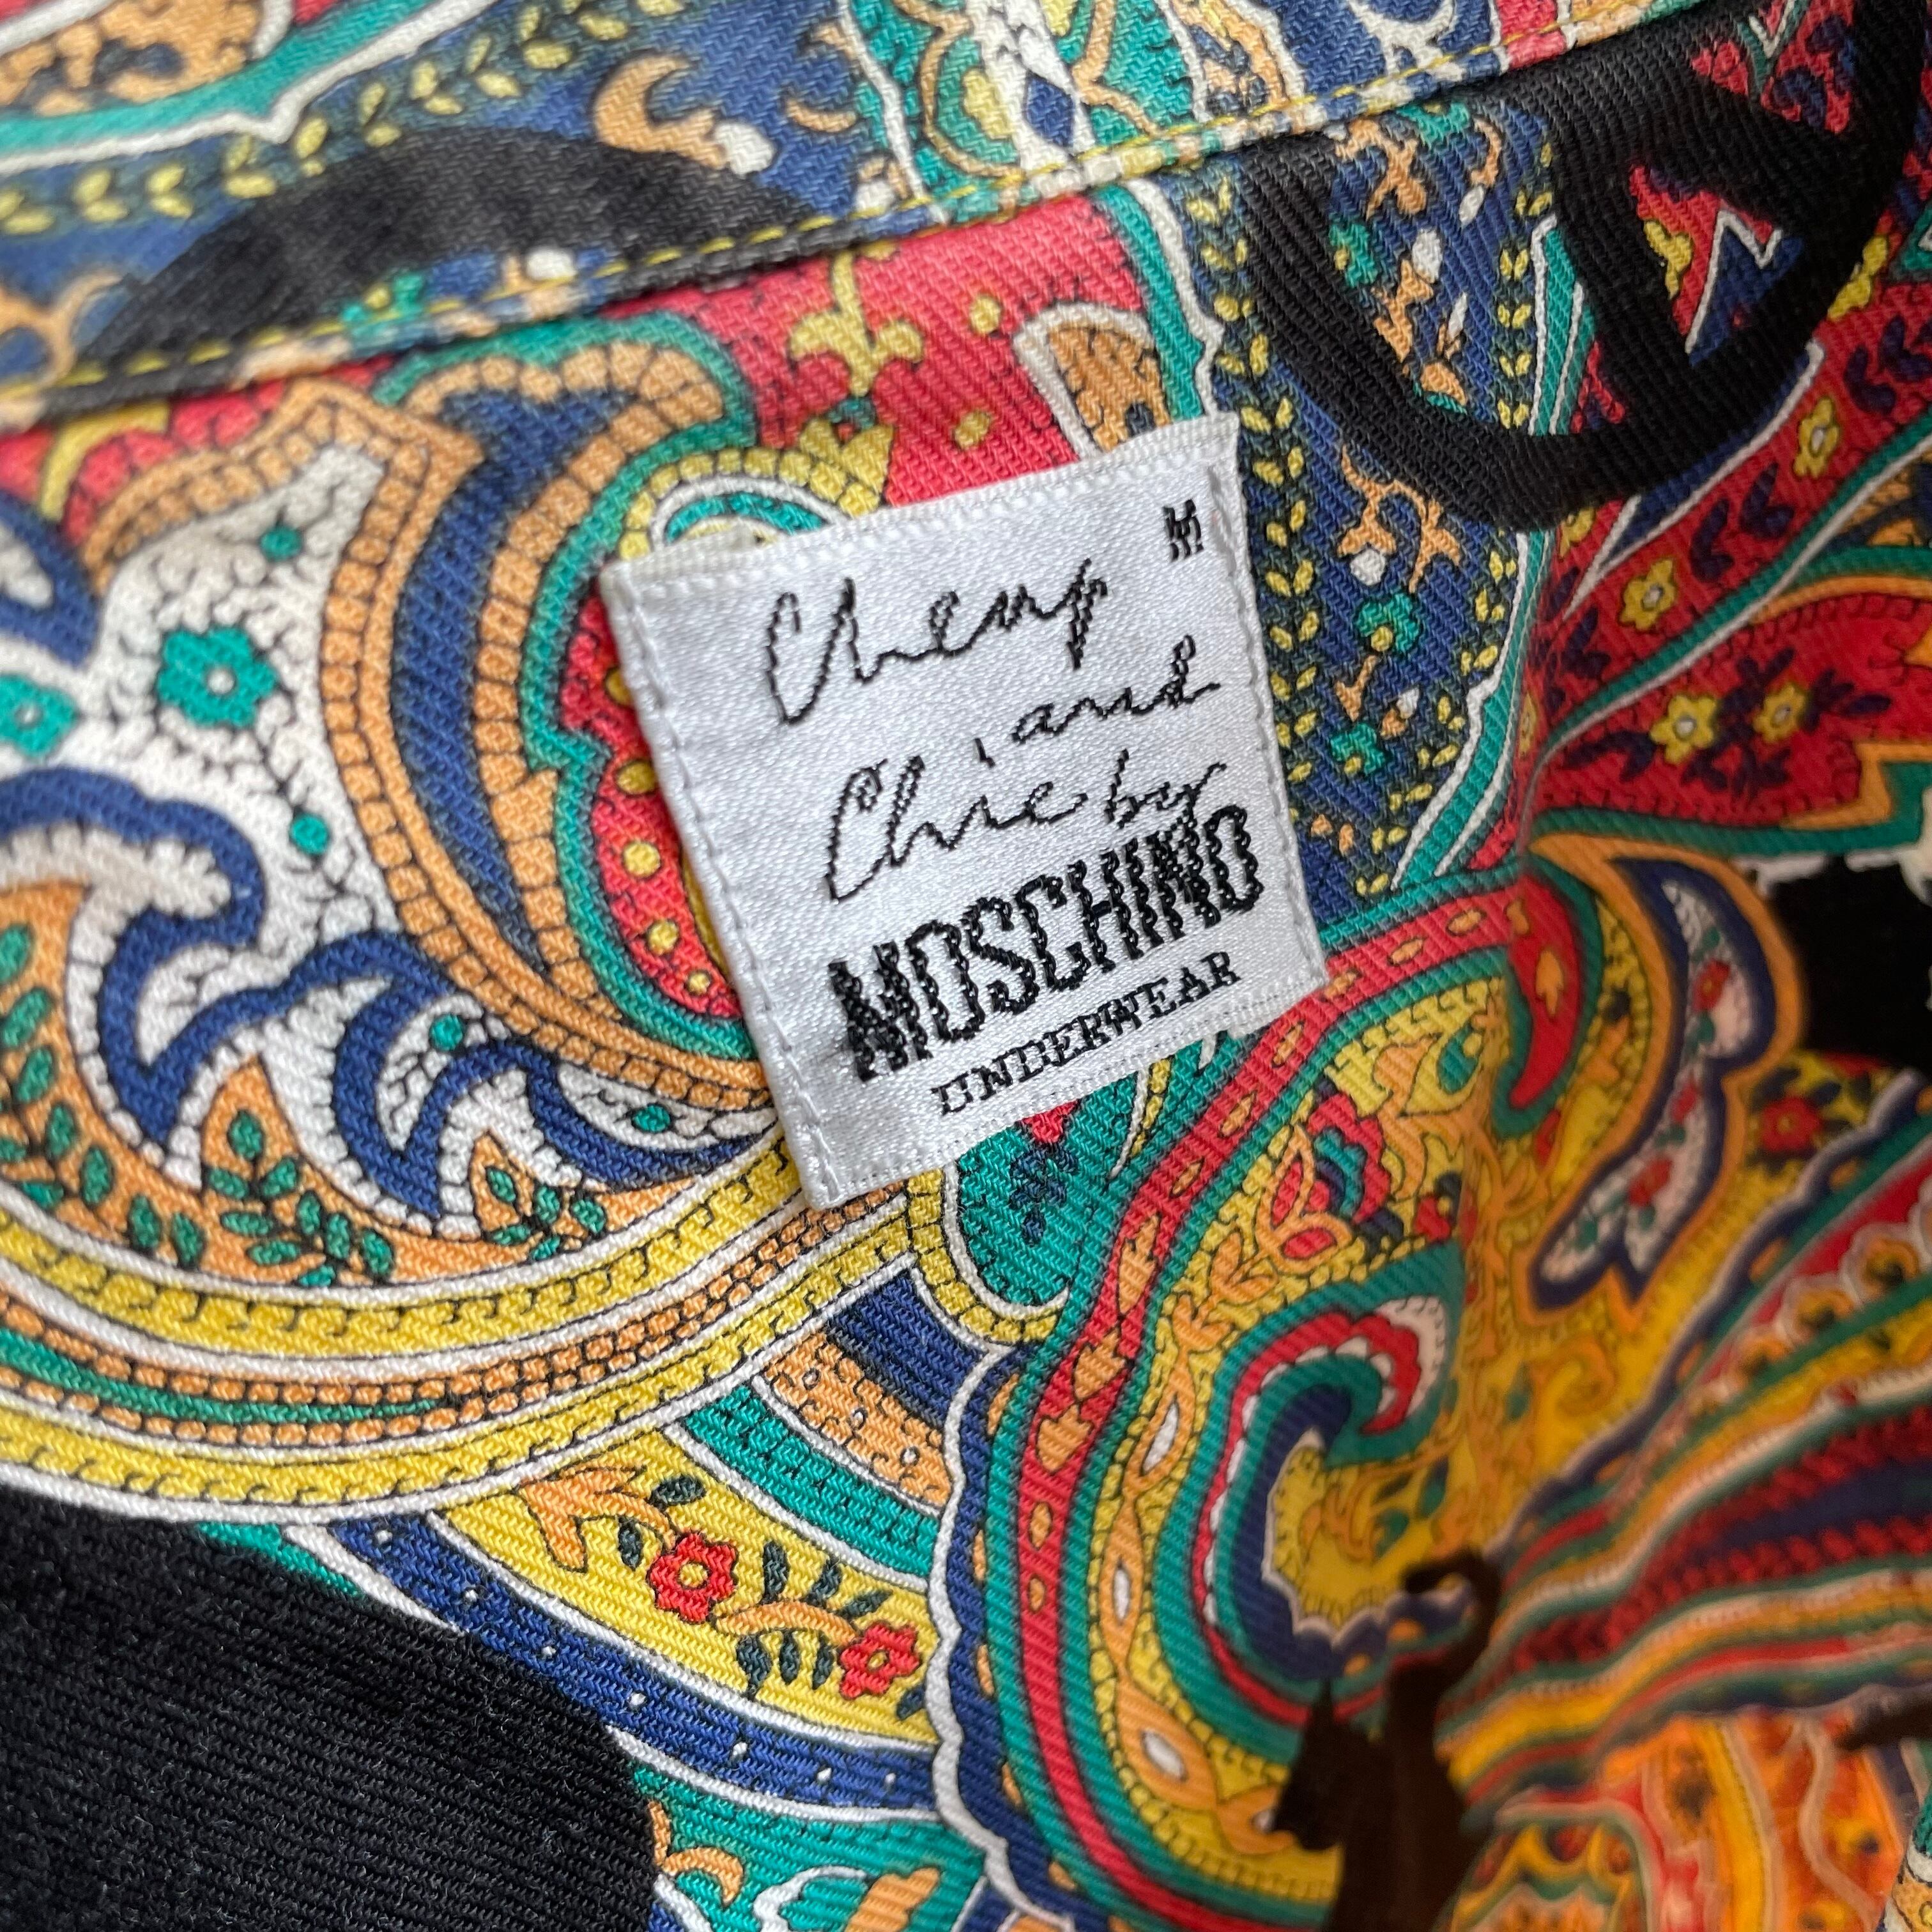 M
Cheap
and
Chic by
MOSCHINO
UNDERWEAR